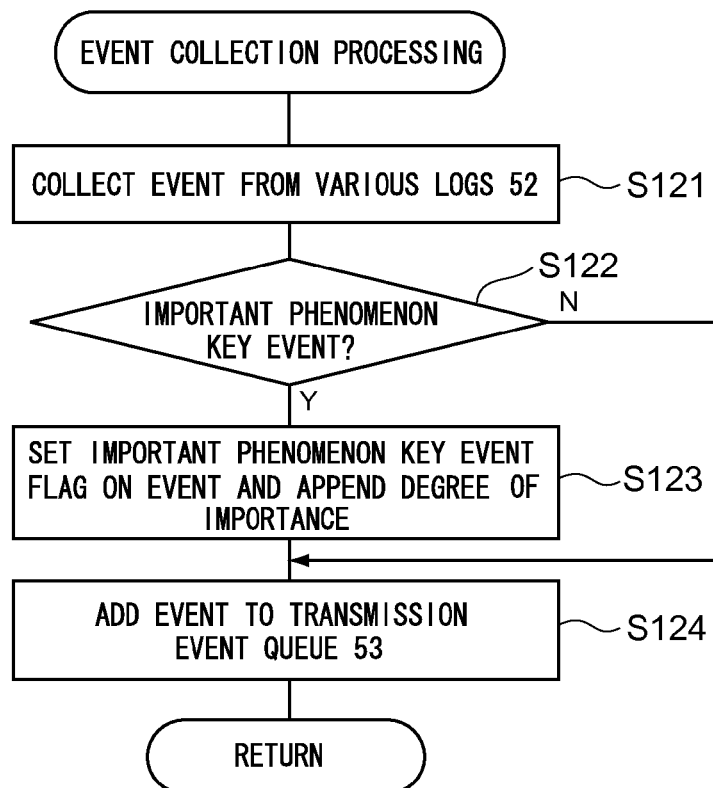 EVENT COLLECTION PROCESSING
COLLECT EVENT FROM VARIOUS LOGS 52
S121
S122
IMPORTANT PHENOMENON
KEY EVENT?
N
Y
SET IMPORTANT PHENOMENON KEY EVENT
FLAG ON EVENT AND APPEND DEGREE OF
IMPORTANCE
S123
ADD EVENT TO TRANSMISSION
EVENT QUEUE 53
S124
RETURN